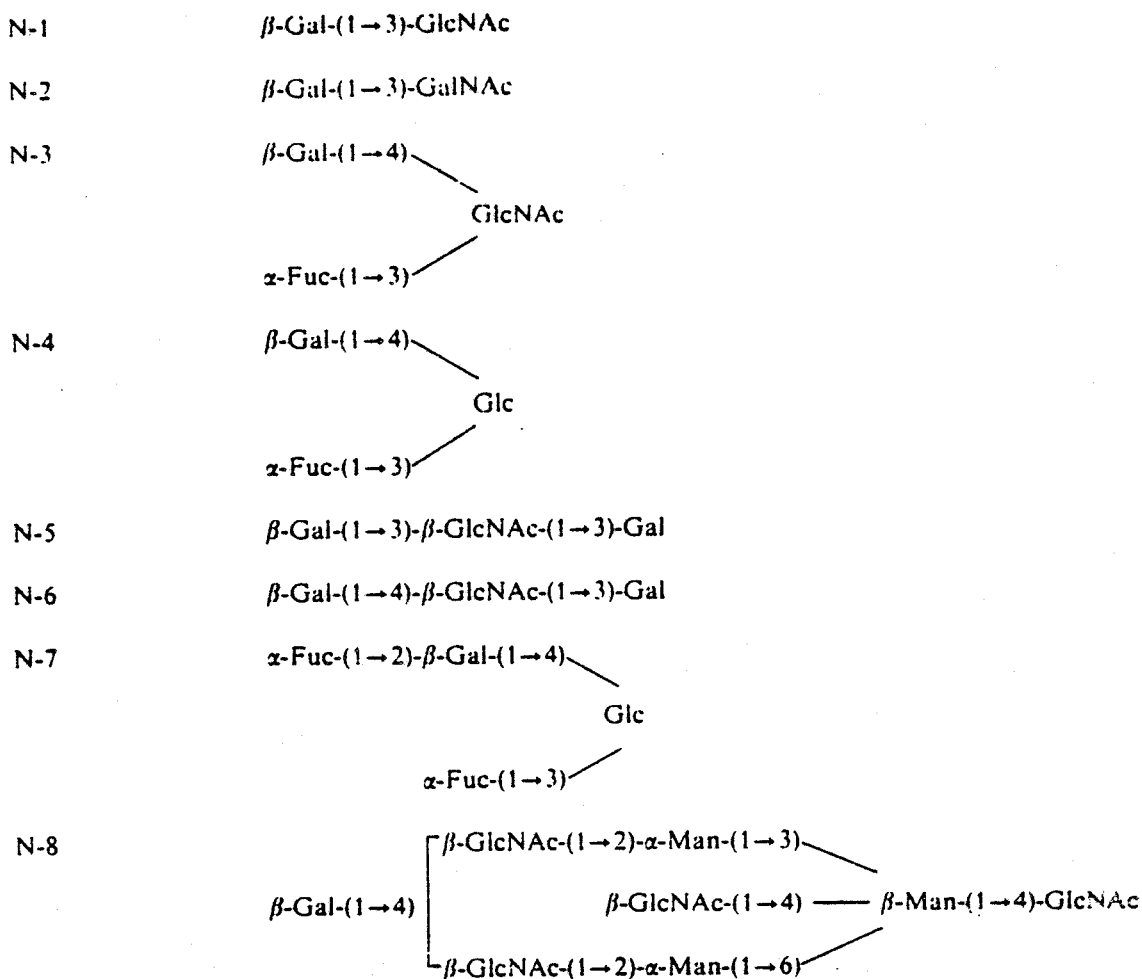 N-1 β-Gal-(1→3)-GlcNAc
N-2 β-Gal-(1→3)-GalNAc
N-3 β-Gal-(1→4)
GlcNAc
α-Fuc-(1→3)
N-4 β-Gal-(1→4)
Glc
α-Fuc-(1→3)
N-5 β-Gal-(1→3)-β-GlcNAc-(1→3)-Gal
N-6 β-Gal-(1→4)-β-GlcNAc-(1→3)-Gal
N-7 α-Fuc-(1→2)-β-Gal-(1→4)
Glc
α-Fuc-(1→3)
N-8 β-GlcNAc-(1→2)-α-Man-(1→3)
β-Gal-(1→4) β-GlcNAc-(1→4) β-Man-(1→4)-GlcNAc
β-GlcNAc-(1→2)-α-Man-(1→6)